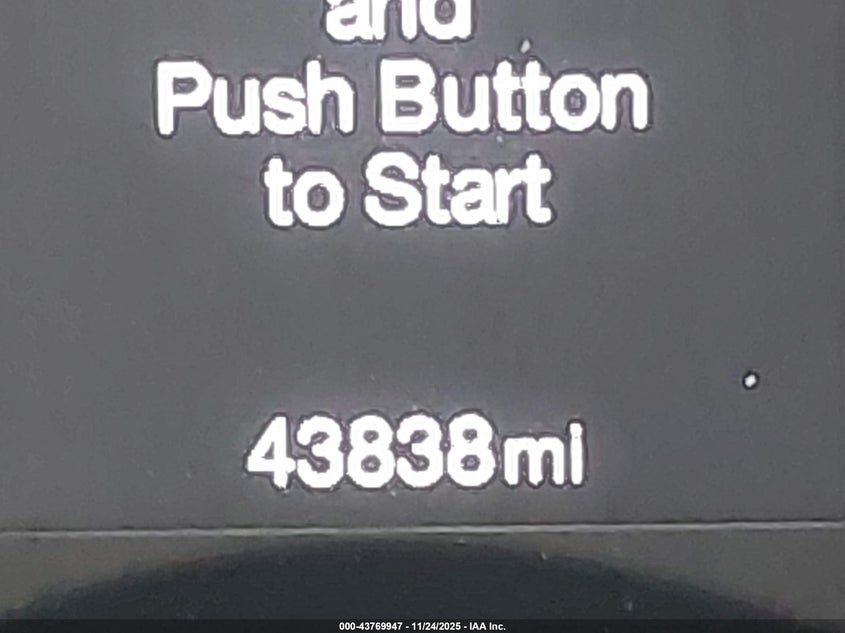 and
Push Button
to Start
43838 mi
000-43769947 - 11/24/2025 - IAA Inc.